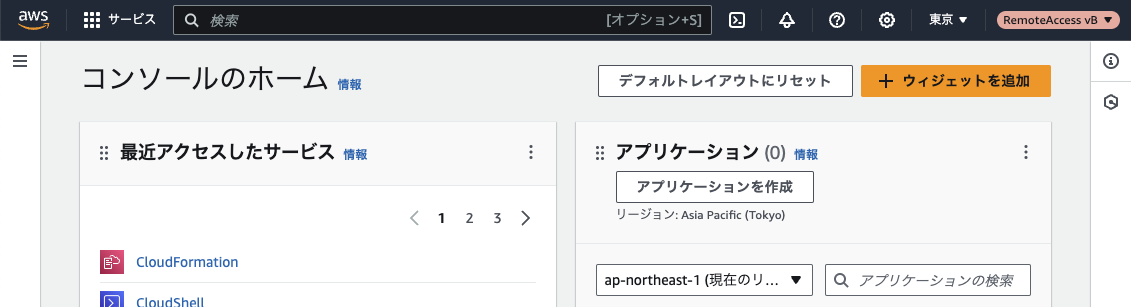 aws サービス 検索 [オプション+S] 東京 RemoteAccess vB
コンソールのホーム 情報 デフォルトレイアウトにリセット ウィジェットを追加
最近アクセスしたサービス 情報
1 2 3
CloudFormation
CloudShell
アプリケーション (0) 情報
アプリケーションを作成
リージョン: Asia Pacific (Tokyo)
ap-northeast-1 (現在のリ... アプリケーションの検索